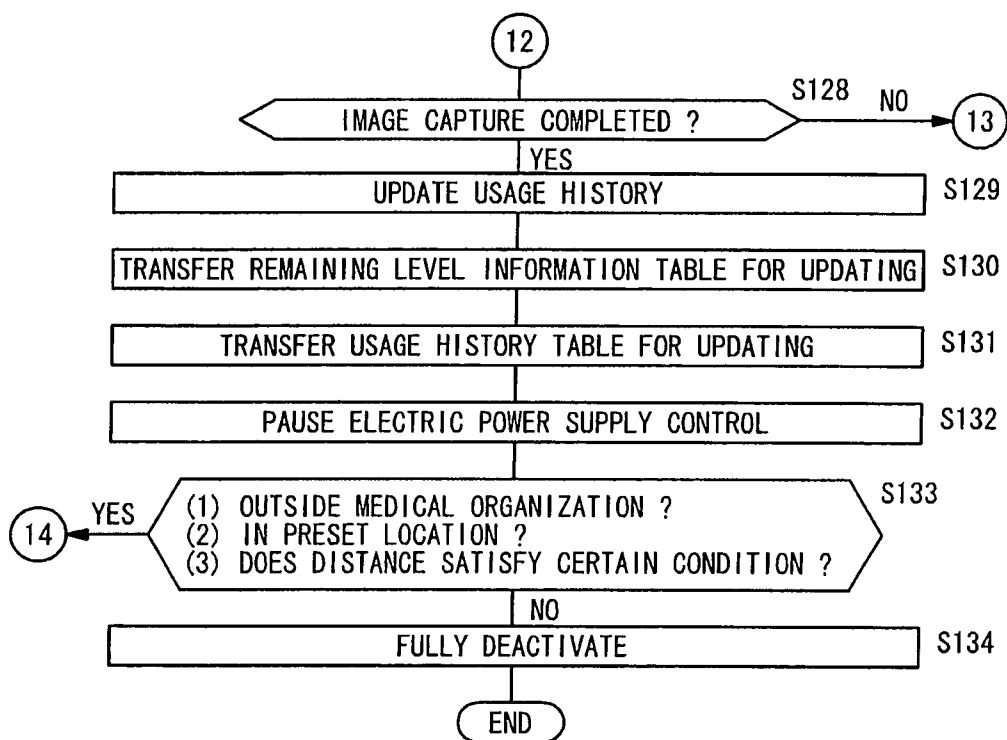 12
S128
NO
IMAGE CAPTURE COMPLETED ?
13
YES
UPDATE USAGE HISTORY
S129
TRANSFER REMAINING LEVEL INFORMATION TABLE FOR UPDATING
S130
TRANSFER USAGE HISTORY TABLE FOR UPDATING
S131
PAUSE ELECTRIC POWER SUPPLY CONTROL
S132
S133
YES
14
(1) OUTSIDE MEDICAL ORGANIZATION ?
(2) IN PRESET LOCATION ?
(3) DOES DISTANCE SATISFY CERTAIN CONDITION ?
NO
FULLY DEACTIVATE
S134
END